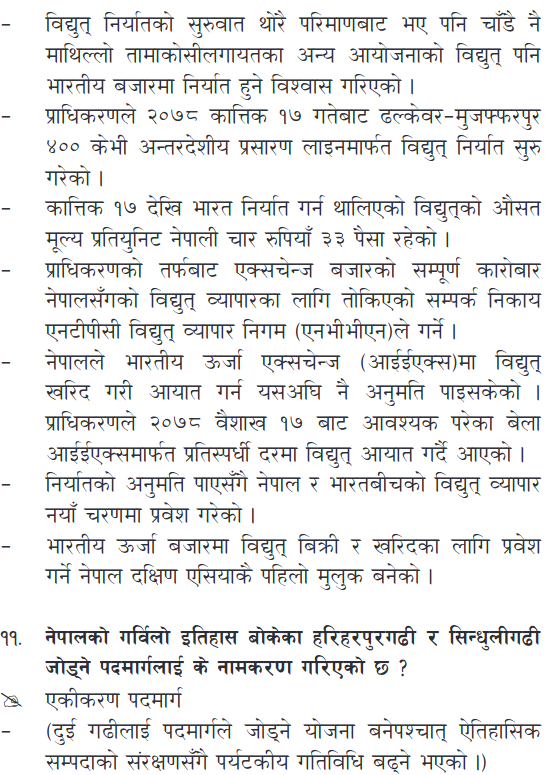 - विद्युत् निर्यातको सुरुवात थोरै परिमाणबाट भए पनि चाँडै नै
माथिल्लो तामाकोसीलगायतका अन्य आयोजनाको विद्युत् पनि
भारतीय बजारमा निर्यात हुने विश्वास गरिएको ।
- प्राधिकरणले २०७८ कात्तिक १७ गतेबाट ढल्केवर-मुजफ्फरपुर
४०० केभी अन्तरदेशीय प्रसारण लाइनमार्फत विद्युत् निर्यात सुरु
गरेको ।
- कात्तिक १७ देखि भारत निर्यात गर्न थालिएको विद्युत्को औसत
मूल्य प्रतियुनिट नेपाली चार रुपियाँ ३३ पैसा रहेको ।
- प्राधिकरणको तर्फबाट एक्सचेन्ज बजारको सम्पूर्ण कारोबार
नेपालसँगको विद्युत् व्यापारका लागि तोकिएको सम्पर्क निकाय
एनटीपीसी विद्युत् व्यापार निगम (एनभीभीएन)ले गर्ने ।
- नेपालले भारतीय ऊर्जा एक्सचेन्ज (आईईएक्स)मा विद्युत्
खरिद गरी आयात गर्न यसअघि नै अनुमति पाइसकेको ।
प्राधिकरणले २०७८ वैशाख १७ बाट आवश्यक परेका बेला
आईईएक्समार्फत प्रतिस्पर्धी दरमा विद्युत् आयात गर्दै आएको ।
- निर्यातको अनुमति पाएसँगै नेपाल र भारतबीचको विद्युत् व्यापार
नयाँ चरणमा प्रवेश गरेको ।
- भारतीय ऊर्जा बजारमा विद्युत् बिक्री र खरिदका लागि प्रवेश
गर्ने नेपाल दक्षिण एसियाकै पहिलो मुलुक बनेको ।
११. नेपालको गर्विलो इतिहास बोकेका हरिहरपुरगढी र सिन्धुलीगढी
जोड्ने पदमार्गलाई के नामकरण गरिएको छ ?
एकीकरण पदमार्ग
- (दुई गढीलाई पदमार्गले जोड्ने योजना बनेपश्चात् ऐतिहासिक
सम्पदाको संरक्षणसँगै पर्यटकीय गतिविधि बढ्ने भएको ।)